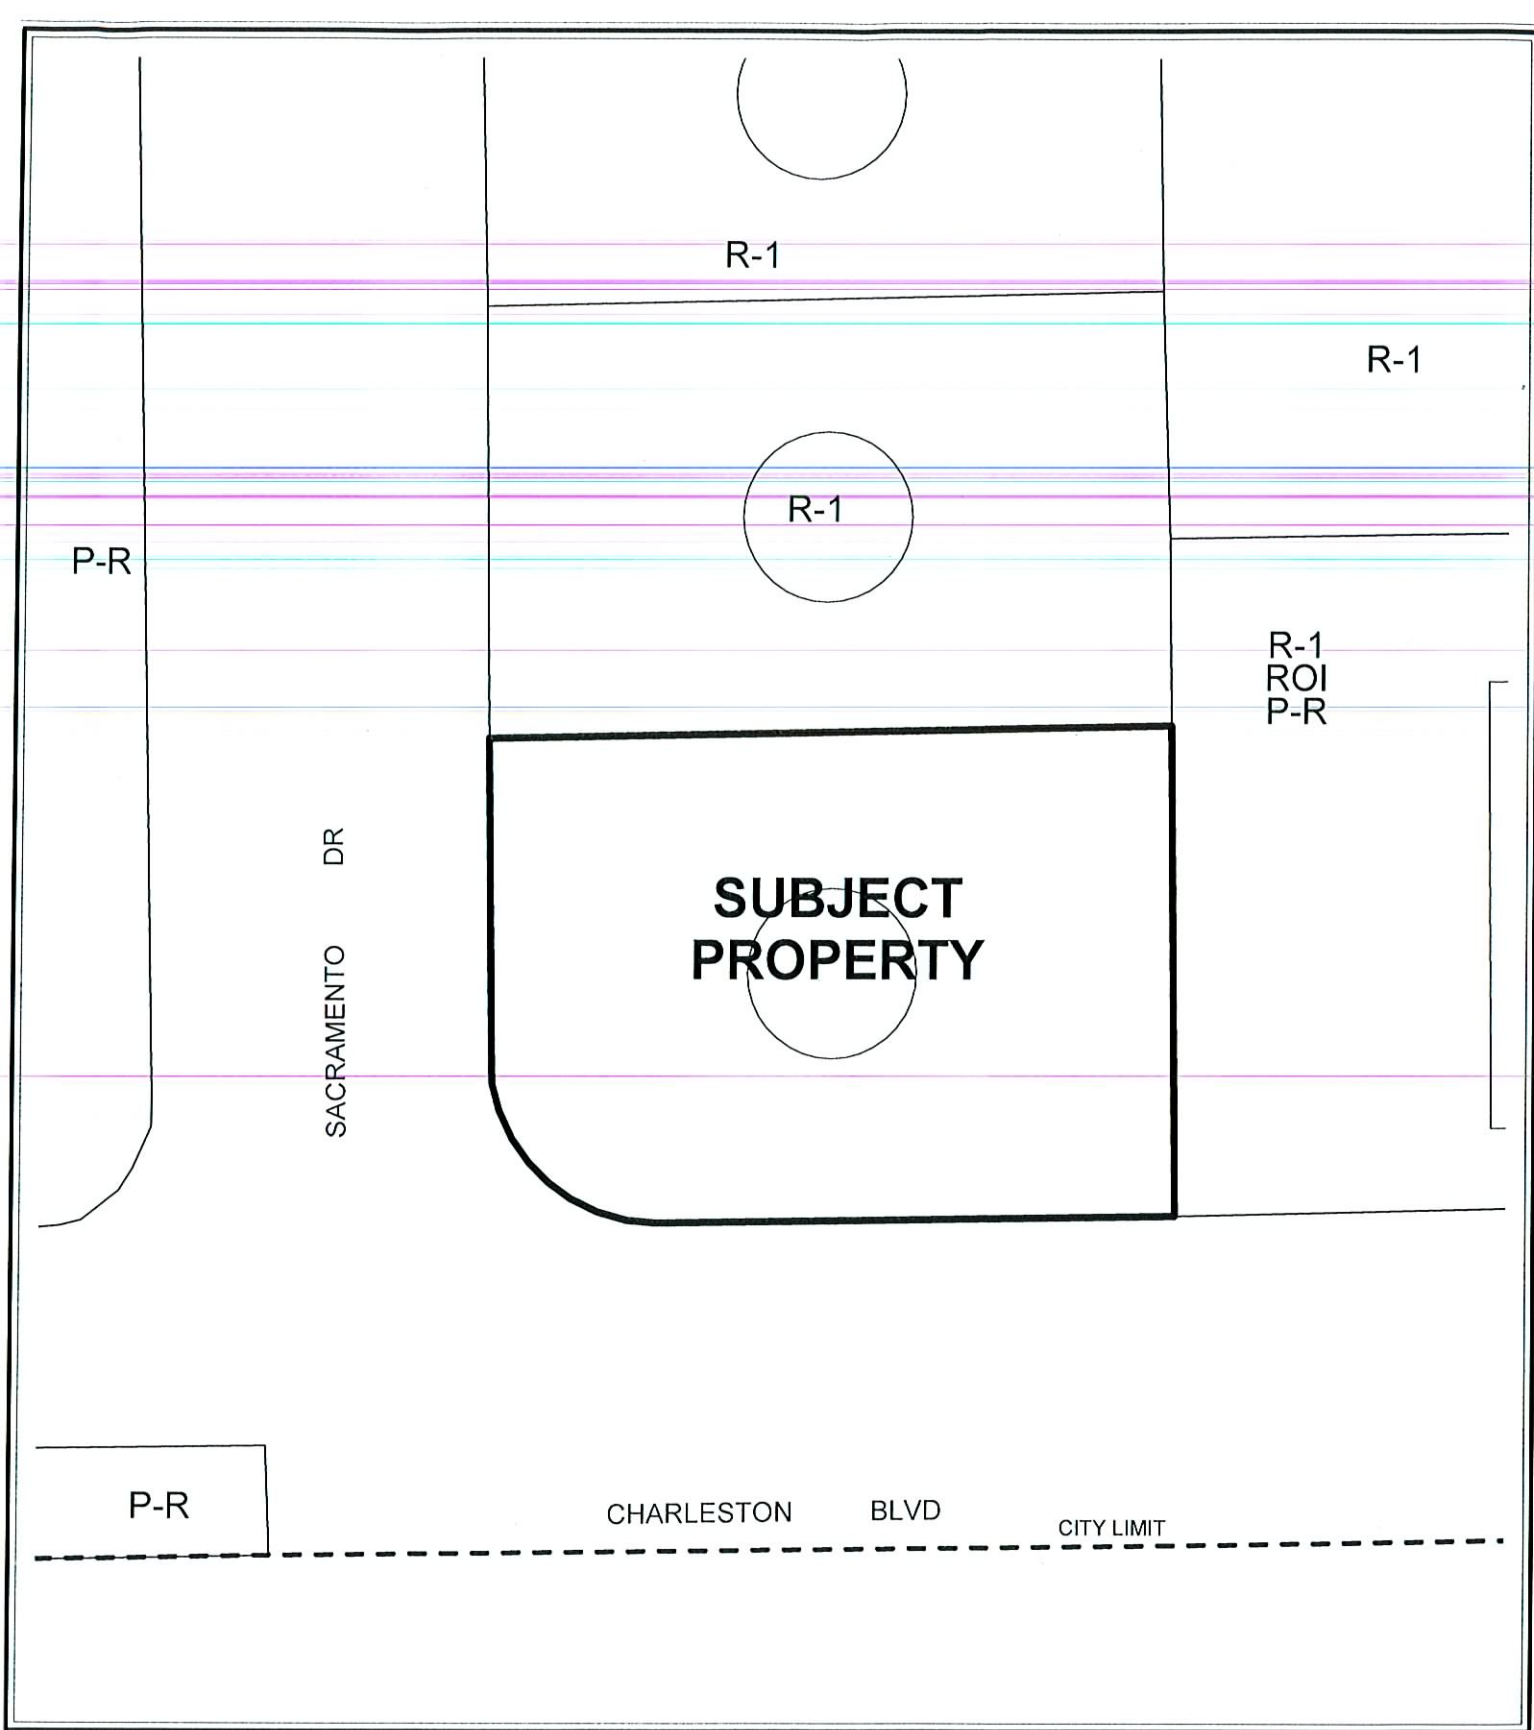 R-1
R-1
R-1
P-R
R-1
ROI
P-R
SACRAMENTO DR
SUBJECT
PROPERTY
P-R
CHARLESTON BLVD
CITY LIMIT